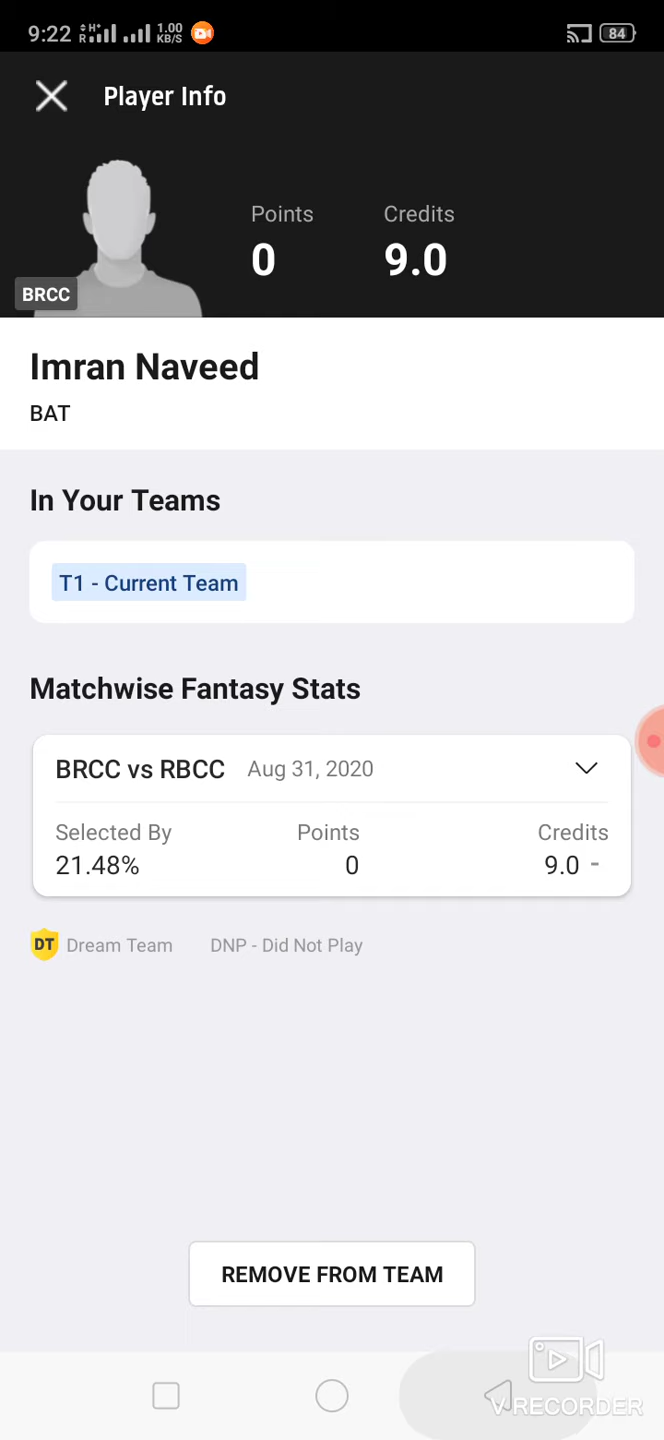 9:22 R H+ 1.00 KB/S 84
Player Info
Points Credits
0 9.0
BRCC
Imran Naveed
BAT
In Your Teams
T1 - Current Team
Matchwise Fantasy Stats
BRCC vs RBCC Aug 31, 2020
Selected By Points Credits
21.48% 0 9.0 -
DT Dream Team DNP - Did Not Play
REMOVE FROM TEAM
V RECORDER